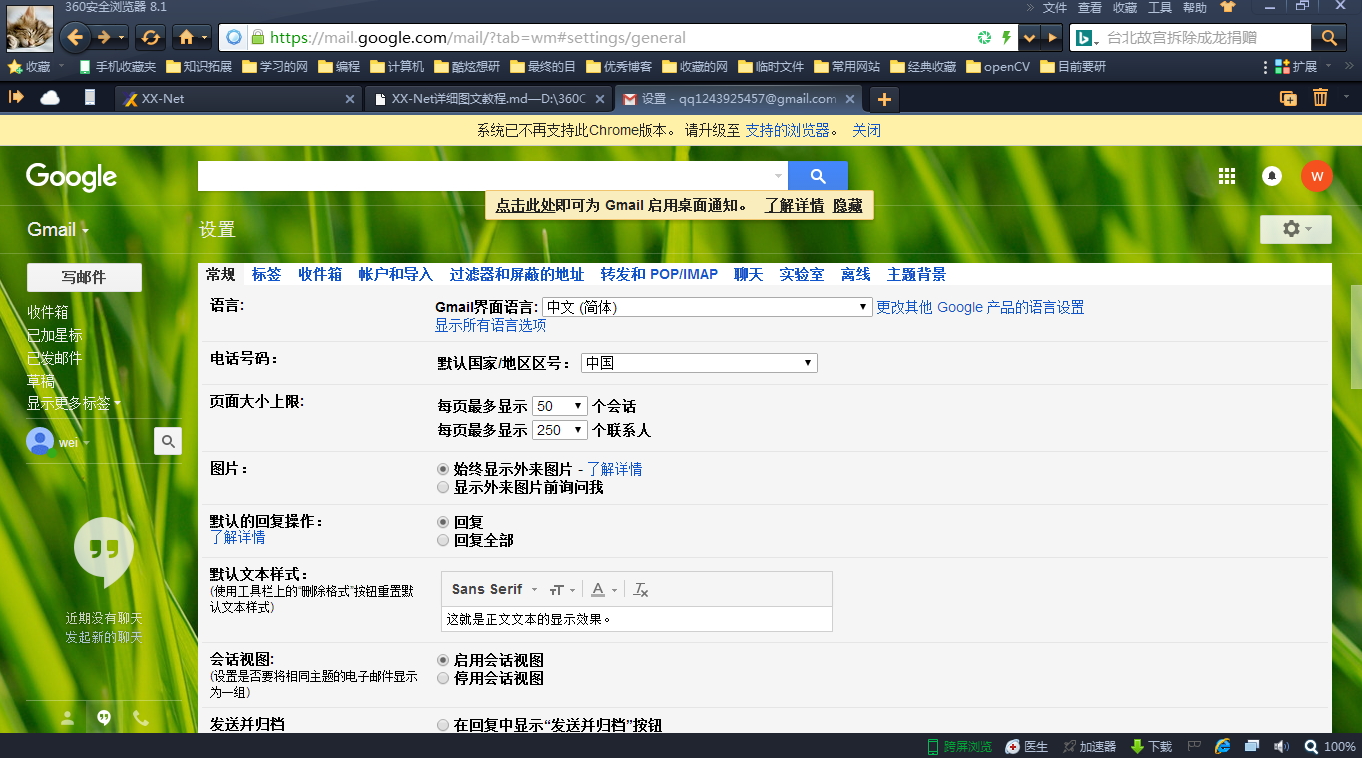 360安全浏览器 8.1
» 文件 查看 收藏 工具 帮助
https://mail.google.com/mail/?tab=wm#settings/general
台北故宫拆除成龙捐赠
收藏 手机收藏夹 知识拓展 学习的网 编程 计算机 酷炫想研 最终的目 优秀博客 收藏的网 临时文件 常用网站 经典收藏 openCV 目前要研 扩展 »
XX-Net
XX-Net详细图文教程.md—D:\360C
设置 - qq1243925457@gmail.com
系统已不再支持此Chrome版本。 请升级至 支持的浏览器。 关闭
Google
W
点击此处即可为 Gmail 启用桌面通知。 了解详情 隐藏
Gmail
设置
写邮件
收件箱
已加星标
已发邮件
草稿
显示更多标签
wei
近期没有聊天
发起新的聊天
常规 标签 收件箱 帐户和导入 过滤器和屏蔽的地址 转发和 POP/IMAP 聊天 实验室 离线 主题背景
语言: Gmail界面语言: 中文 (简体) 更改其他 Google 产品的语言设置
显示所有语言选项
电话号码： 默认国家/地区区号： 中国
页面大小上限: 每页最多显示 50 个会话
每页最多显示 250 个联系人
图片： 始终显示外来图片 - 了解详情
显示外来图片前询问我
默认的回复操作： 回复
了解详情 回复全部
默认文本样式：
(使用工具栏上的“删除格式”按钮重置默认文本样式)
Sans Serif
这就是正文文本的显示效果。
会话视图: 启用会话视图
(设置是否要将相同主题的电子邮件显示为一组) 停用会话视图
发送并归档 在回复中显示“发送并归档”按钮
跨屏浏览 医生 加速器 下载 100%